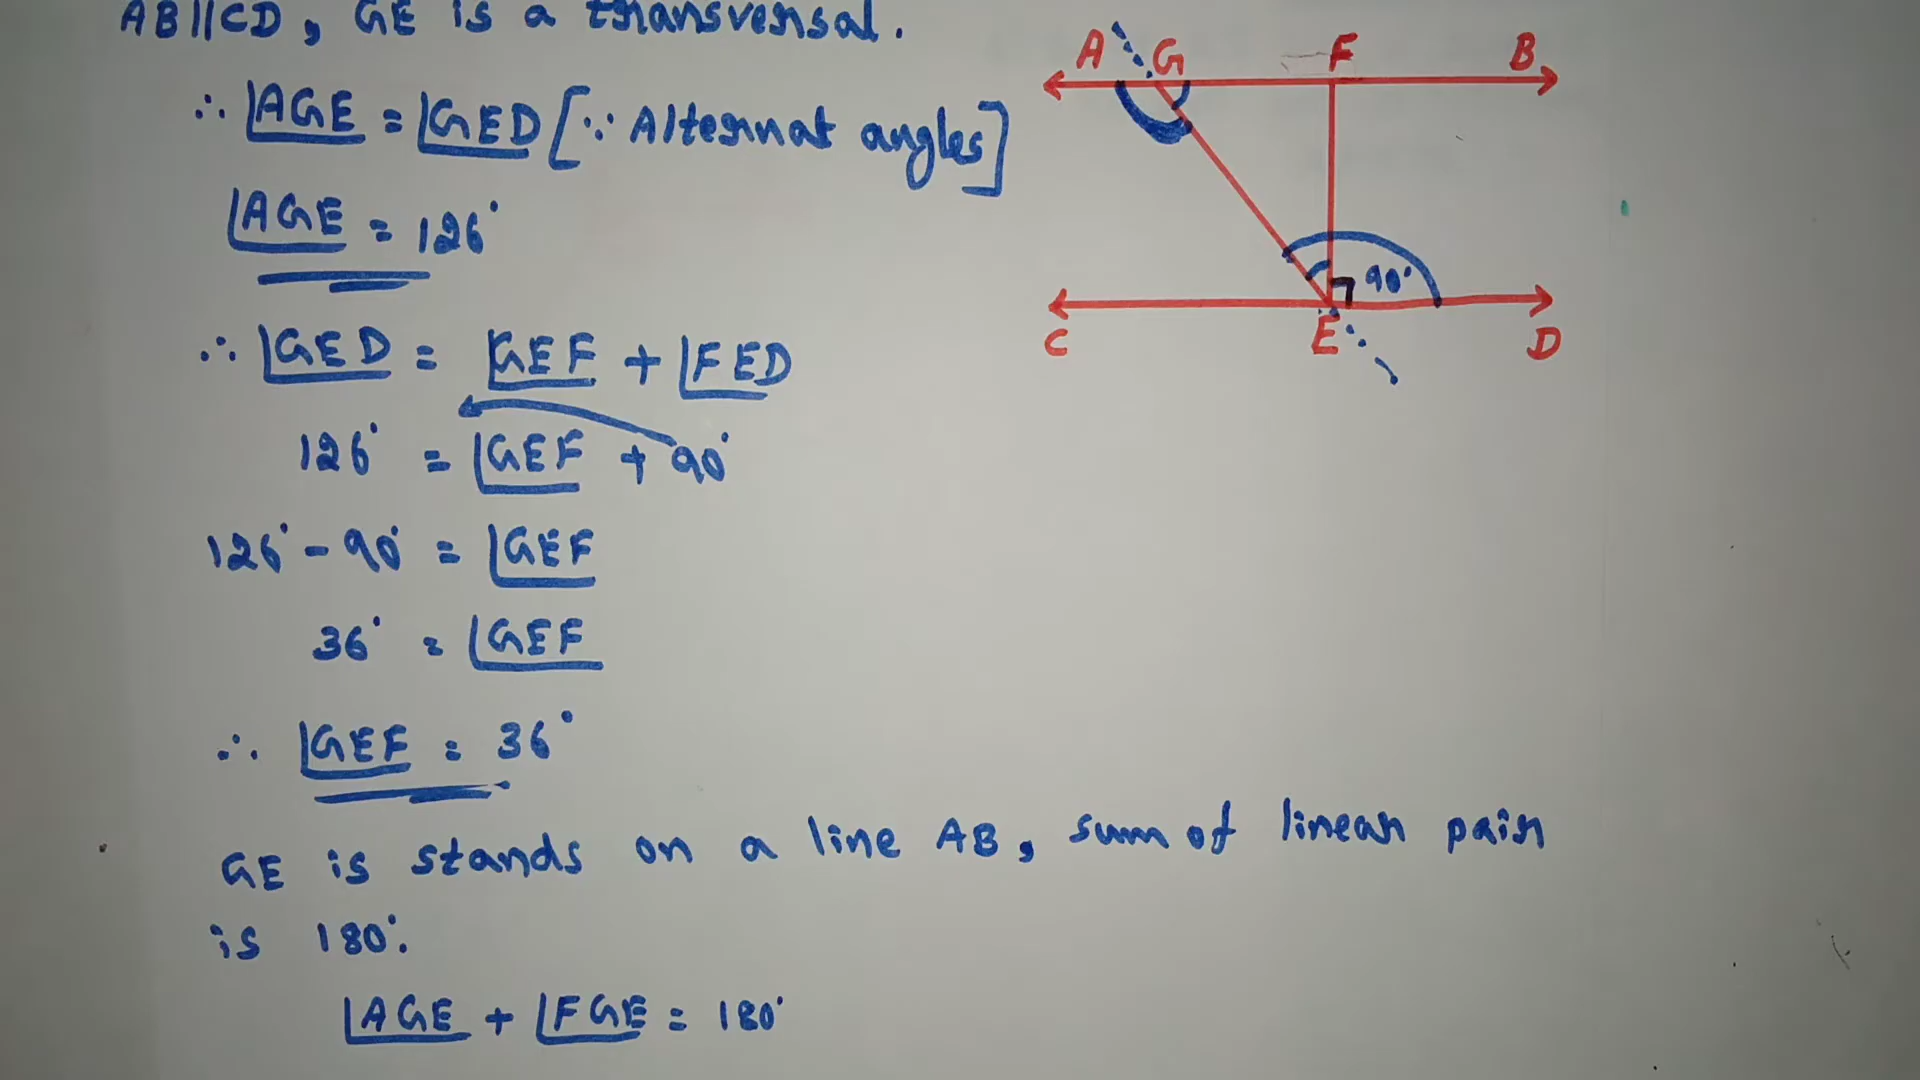 AB||CD, GE is a transversal.
∴ ∠AGE = ∠GED [∵ Alternat angles]
∠AGE = 126°
∴ ∠GED = ∠GEF + ∠FED
126° = ∠GEF + 90°
126° - 90° = ∠GEF
36° = ∠GEF
∴ ∠GEF = 36°
GE is stands on a line AB, sum of linear pair
is 180°.
∠AGE + ∠FGE = 180°
A G F B
90°
C E D